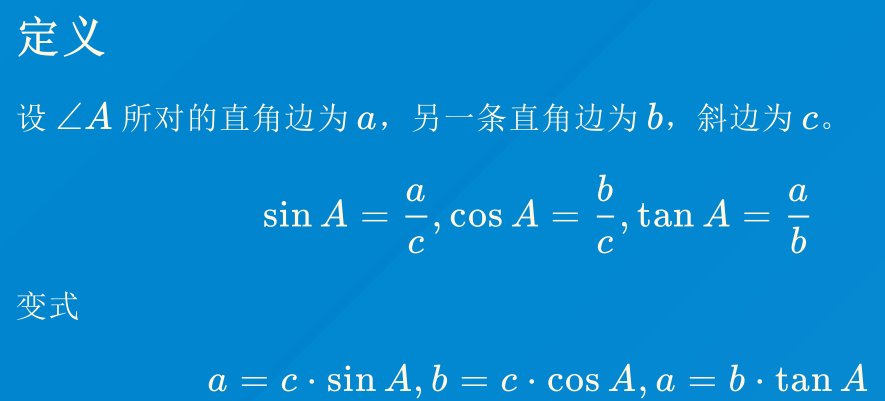 定义
设 ∠A 所对的直角边为 a，另一条直角边为 b，斜边为 c。
sin A = a/c, cos A = b/c, tan A = a/b
变式
a = c · sin A, b = c · cos A, a = b · tan A